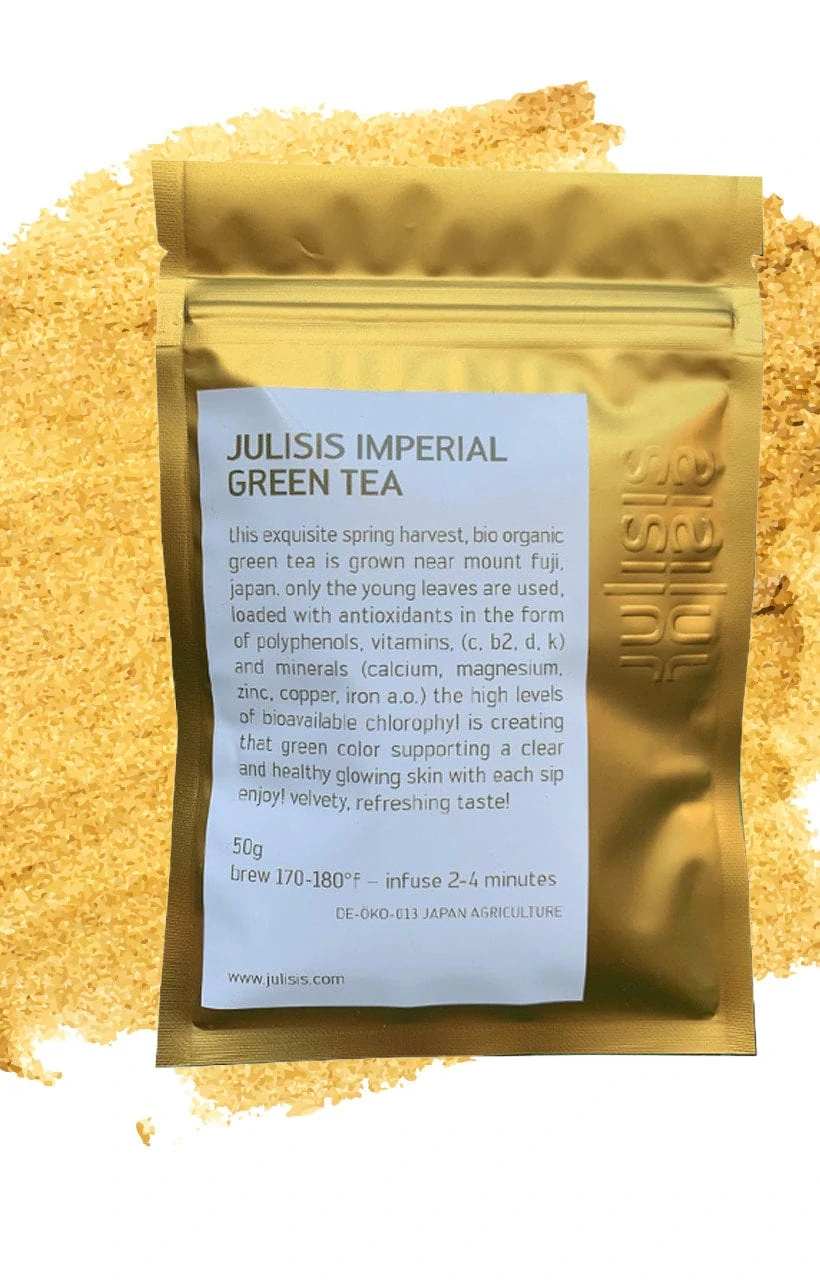 JULISIS IMPERIAL
GREEN TEA
this exquisite spring harvest, bio organic
green tea is grown near mount fuji,
japan. only the young leaves are used,
loaded with antioxidants in the form
of polyphenols, vitamins, (c, b2, d, k)
and minerals (calcium, magnesium,
zinc, copper, iron a.o.) the high levels
of bioavailable chlorophyl is creating
that green color supporting a clear
and healthy glowing skin with each sip
enjoy! velvety, refreshing taste!
50g
brew 170-180°f – infuse 2-4 minutes
DE-ÖKO-013 JAPAN AGRICULTURE
www.julisis.com
julisis